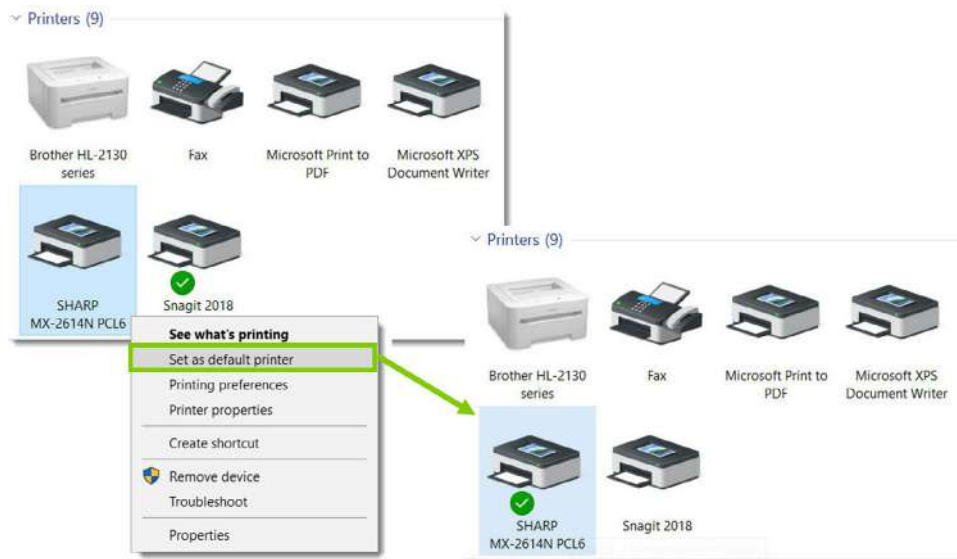 Printers (9)
Brother HL-2130
series
Fax
Microsoft Print to
PDF
Microsoft XPS
Document Writer
SHARP
MX-2614N PCL6
Snagit 2018
See what's printing
Set as default printer
Printing preferences
Printer properties
Create shortcut
Remove device
Troubleshoot
Properties
Printers (9)
Brother HL-2130
series
Fax
Microsoft Print to
PDF
Microsoft XPS
Document Writer
SHARP
MX-2614N PCL6
Snagit 2018